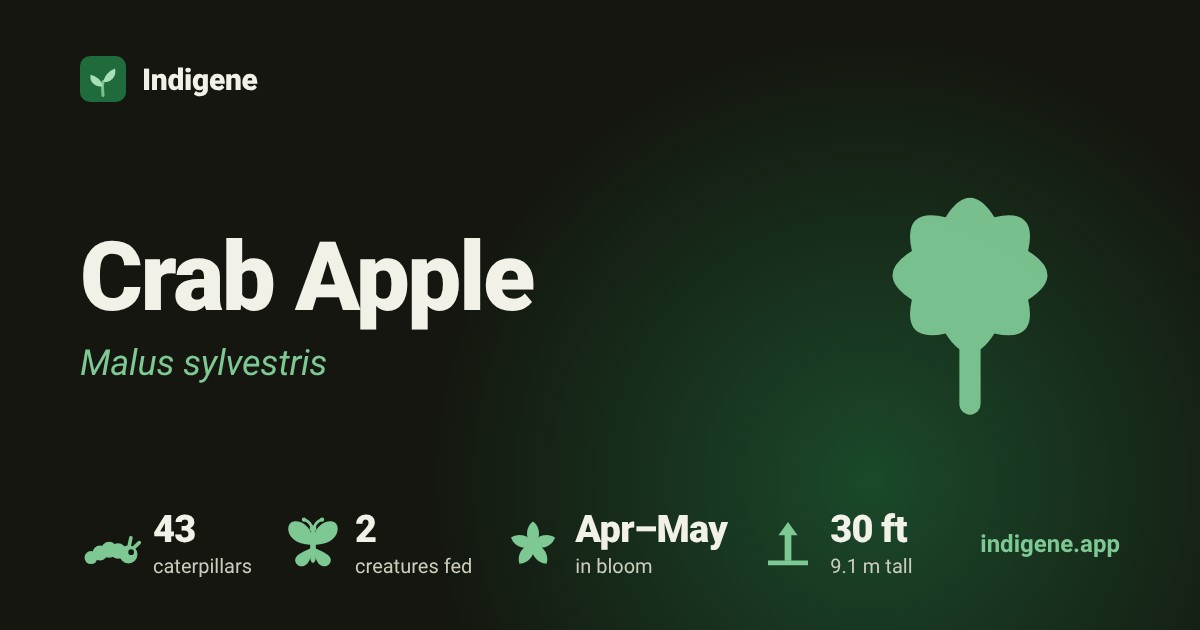 Indigene
Crab Apple
Malus sylvestris
43
caterpillars
2
creatures fed
Apr–May
in bloom
30 ft
9.1 m tall
indigene.app